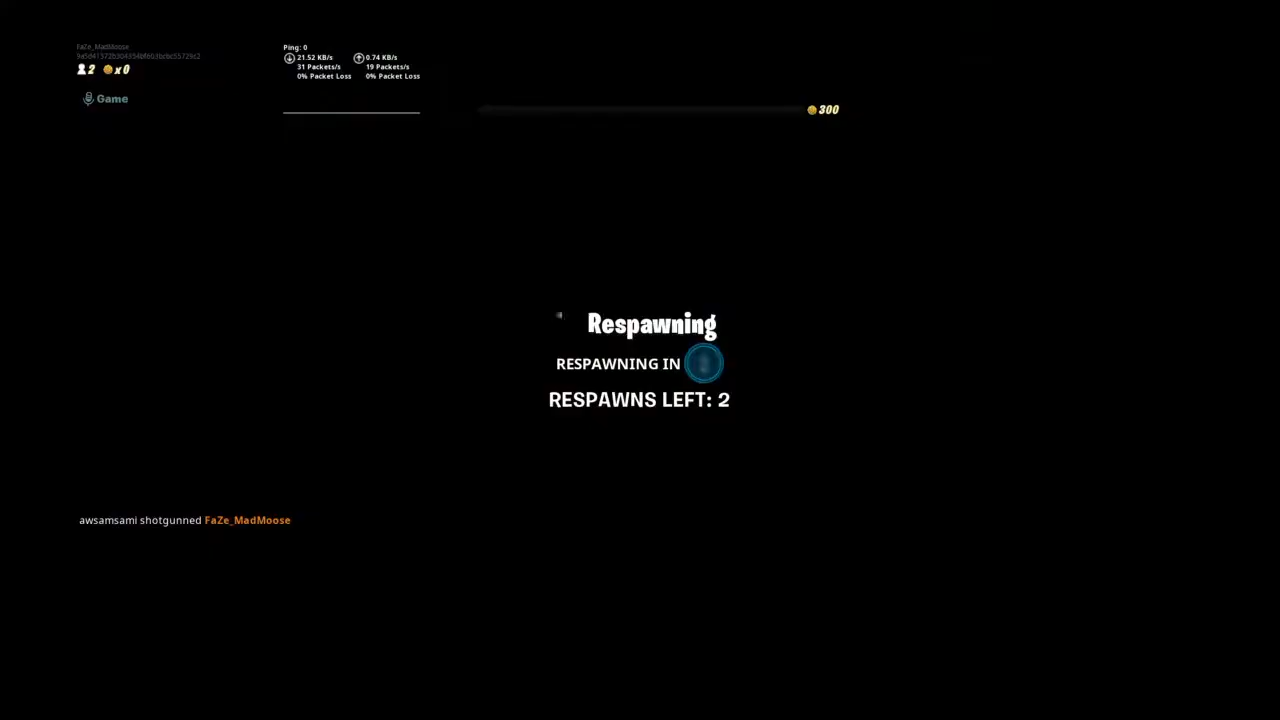 FaZe_MadMoose
2
x0
Game
Ping: 0
21.52 KB/s
0.74 KB/s
31 Packets/s
19 Packets/s
0% Packet Loss
0% Packet Loss
300
Respawning
RESPAWNING IN
RESPAWNS LEFT: 2
awsamsami shotgunned FaZe_MadMoose